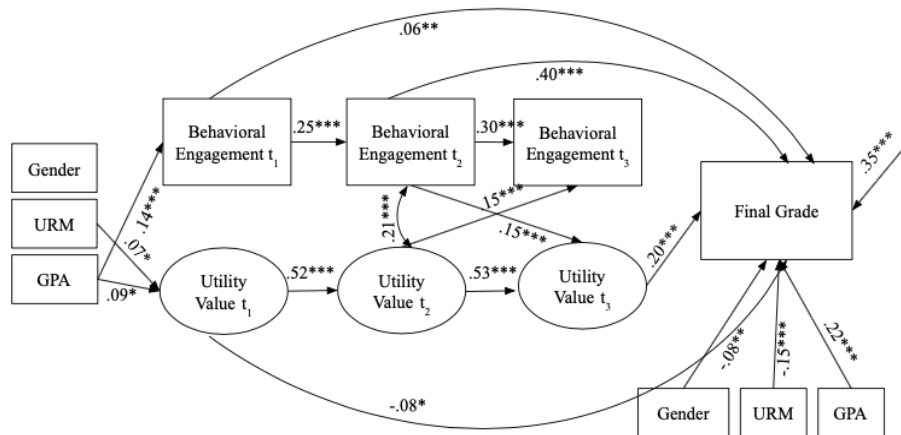 .06**
.40***
Behavioral
Engagement t₁
.25***
Behavioral
Engagement t₂
.30***
Behavioral
Engagement t₃
Gender
URM
GPA
.14***
.07*
.09*
.21***
.15***
.15***
.35***
Final Grade
.20***
Utility
Value t₁
.52***
Utility
Value t₂
.53***
Utility
Value t₃
-.08*
-.08**
-.15***
.22***
Gender
URM
GPA